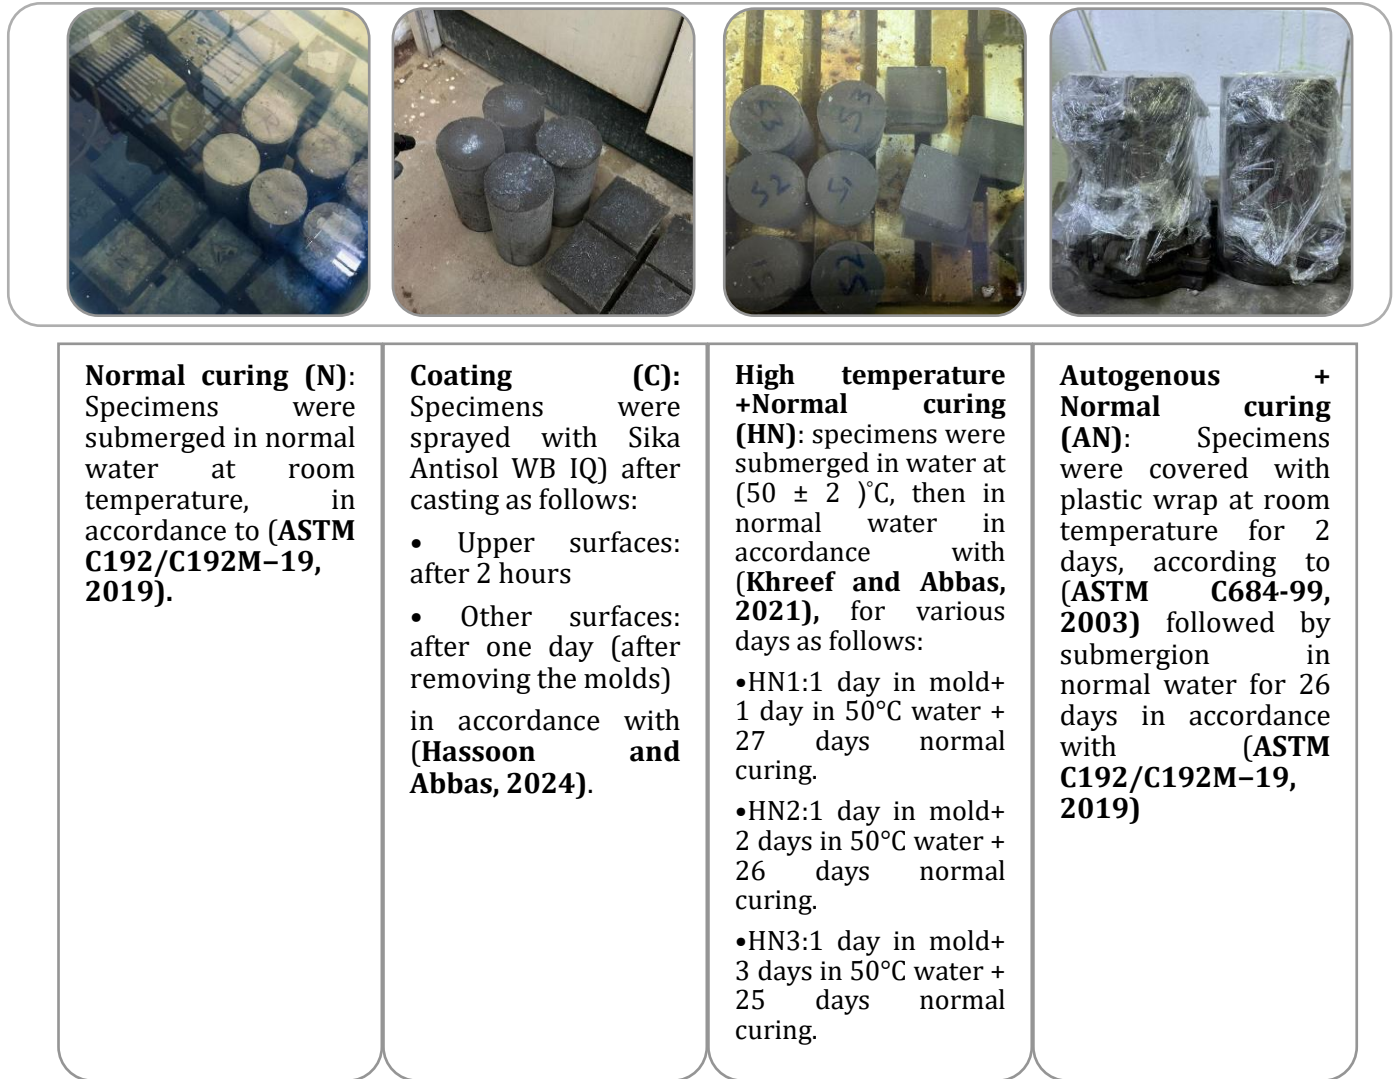 S2
S1
S2
Normal curing (N):
Specimens were
submerged in normal
water at room
temperature, in
accordance to (ASTM
C192/C192M–19,
2019).
Coating (C):
Specimens were
sprayed with Sika
Antisol WB IQ) after
casting as follows:
• Upper surfaces:
after 2 hours
• Other surfaces:
after one day (after
removing the molds)
in accordance with
(Hassoon and
Abbas, 2024).
High temperature
+Normal curing
(HN): specimens were
submerged in water at
(50 ± 2 )°C, then in
normal water in
accordance with
(Khreef and Abbas,
2021), for various
days as follows:
•HN1:1 day in mold+
1 day in 50°C water +
27 days normal
curing.
•HN2:1 day in mold+
2 days in 50°C water +
26 days normal
curing.
•HN3:1 day in mold+
3 days in 50°C water +
25 days normal
curing.
Autogenous +
Normal curing
(AN): Specimens
were covered with
plastic wrap at room
temperature for 2
days, according to
(ASTM C684-99,
2003) followed by
submergion in
normal water for 26
days in accordance
with (ASTM
C192/C192M–19,
2019)